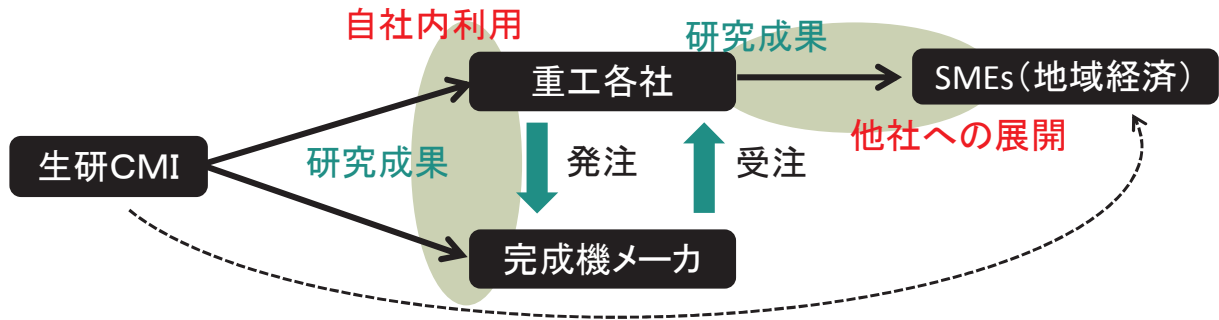 自社内利用
研究成果
重工各社
SMEs（地域経済）
他社への展開
生研CMI
研究成果
発注
受注
完成機メーカ